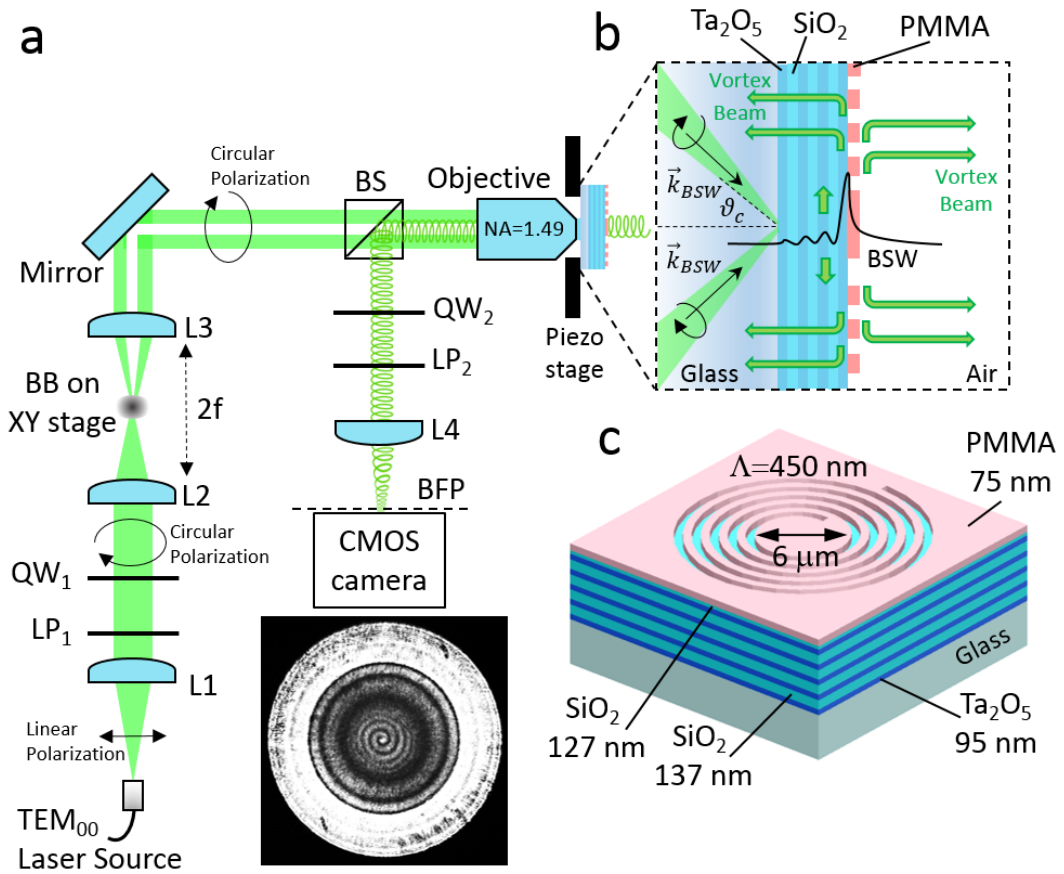 a
Circular
Polarization
BS
Objective
NA=1.49
Mirror
L3
QW₂
LP₂
Piezo
stage
BB on
XY stage
2f
L4
L2
BFP
Circular
Polarization
CMOS
camera
QW₁
LP₁
L1
Linear
Polarization
TEM₀₀
Laser Source
b
Ta₂O₅
SiO₂
PMMA
Vortex
Beam
k⃗_BSW
ϑ_c
Vortex
Beam
k⃗_BSW
BSW
Glass
Air
c
PMMA
75 nm
Λ=450 nm
6 μm
Glass
SiO₂
127 nm
SiO₂
137 nm
Ta₂O₅
95 nm